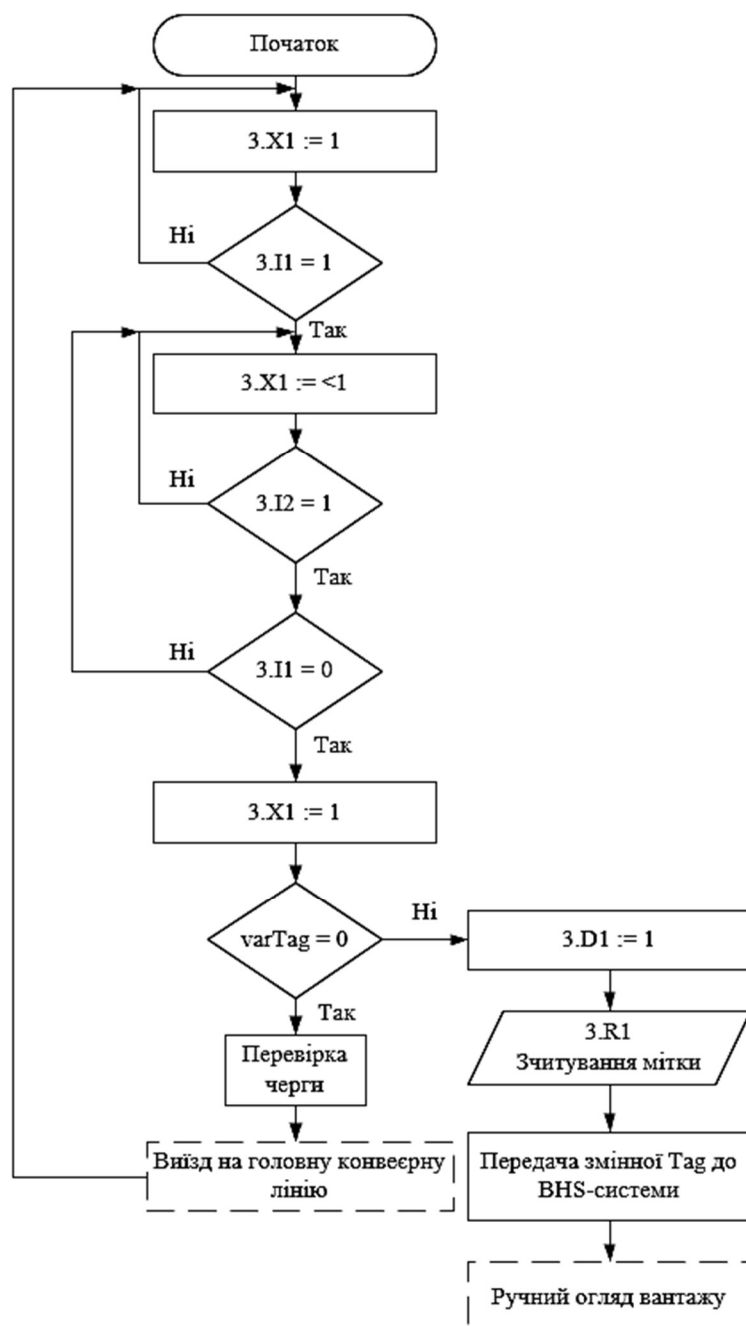 Початок
3.X1 := 1
Ні
3.I1 = 1
Так
3.X1 := <1
Ні
3.I2 = 1
Так
Ні
3.I1 = 0
Так
3.X1 := 1
Ні
varTag = 0
3.D1 := 1
Так
3.R1
Зчитування мітки
Перевірка
черги
Виїзд на головну конвеєрну
лінію
Передача змінної Tag до
BHS-системи
Ручний огляд вантажу